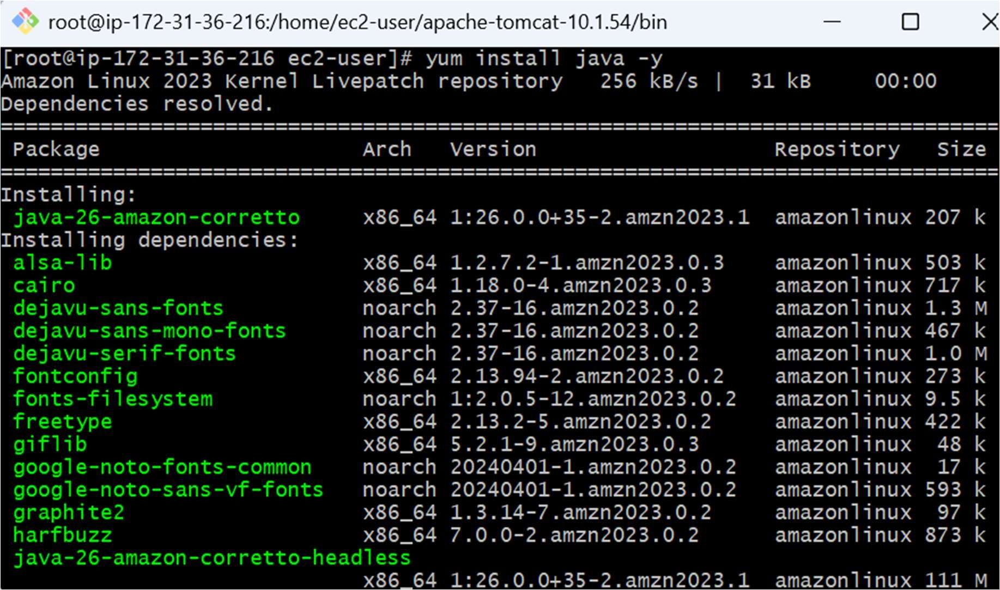 root@ip-172-31-36-216:/home/ec2-user/apache-tomcat-10.1.54/bin
[root@ip-172-31-36-216 ec2-user]# yum install java -y
Amazon Linux 2023 Kernel Livepatch repository   256 kB/s |  31 kB     00:00
Dependencies resolved.
================================================================================
 Package                    Arch   Version                   Repository   Size
================================================================================
Installing:
 java-26-amazon-corretto     x86_64 1:26.0.0+35-2.amzn2023.1  amazonlinux 207 k
Installing dependencies:
 alsa-lib                    x86_64 1.2.7.2-1.amzn2023.0.3    amazonlinux 503 k
 cairo                       x86_64 1.18.0-4.amzn2023.0.3     amazonlinux 717 k
 dejavu-sans-fonts           noarch 2.37-16.amzn2023.0.2      amazonlinux 1.3 M
 dejavu-sans-mono-fonts      noarch 2.37-16.amzn2023.0.2      amazonlinux 467 k
 dejavu-serif-fonts          noarch 2.37-16.amzn2023.0.2      amazonlinux 1.0 M
 fontconfig                  x86_64 2.13.94-2.amzn2023.0.2    amazonlinux 273 k
 fonts-filesystem            noarch 1:2.0.5-12.amzn2023.0.2   amazonlinux 9.5 k
 freetype                    x86_64 2.13.2-5.amzn2023.0.2     amazonlinux 422 k
 giflib                      x86_64 5.2.1-9.amzn2023.0.3      amazonlinux  48 k
 google-noto-fonts-common    noarch 20240401-1.amzn2023.0.2   amazonlinux  17 k
 google-noto-sans-vf-fonts   noarch 20240401-1.amzn2023.0.2   amazonlinux 593 k
 graphite2                   x86_64 1.3.14-7.amzn2023.0.2     amazonlinux  97 k
 harfbuzz                    x86_64 7.0.0-2.amzn2023.0.2      amazonlinux 873 k
 java-26-amazon-corretto-headless
                             x86_64 1:26.0.0+35-2.amzn2023.1  amazonlinux 111 M